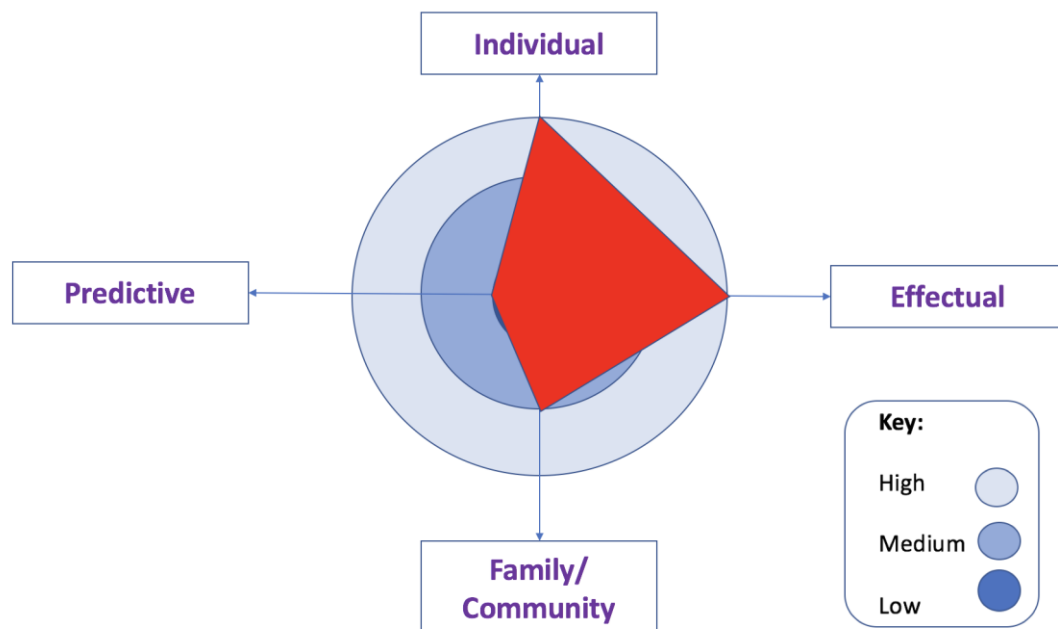 Individual
Predictive
Effectual
Family/
Community
Key:
High
Medium
Low